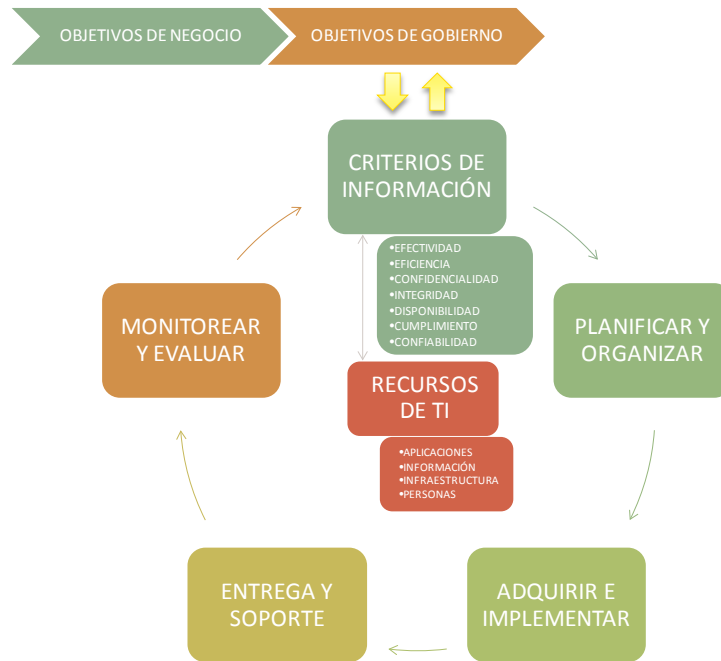 OBJETIVOS DE NEGOCIO
OBJETIVOS DE GOBIERNO
CRITERIOS DE
INFORMACIÓN
•EFECTIVIDAD
•EFICIENCIA
•CONFIDENCIALIDAD
•INTEGRIDAD
•DISPONIBILIDAD
•CUMPLIMIENTO
•CONFIABILIDAD
MONITOREAR
Y EVALUAR
PLANIFICAR Y
ORGANIZAR
RECURSOS
DE TI
•APLICACIONES
•INFORMACIÓN
•INFRAESTRUCTURA
•PERSONAS
ENTREGA Y
SOPORTE
ADQUIRIR E
IMPLEMENTAR